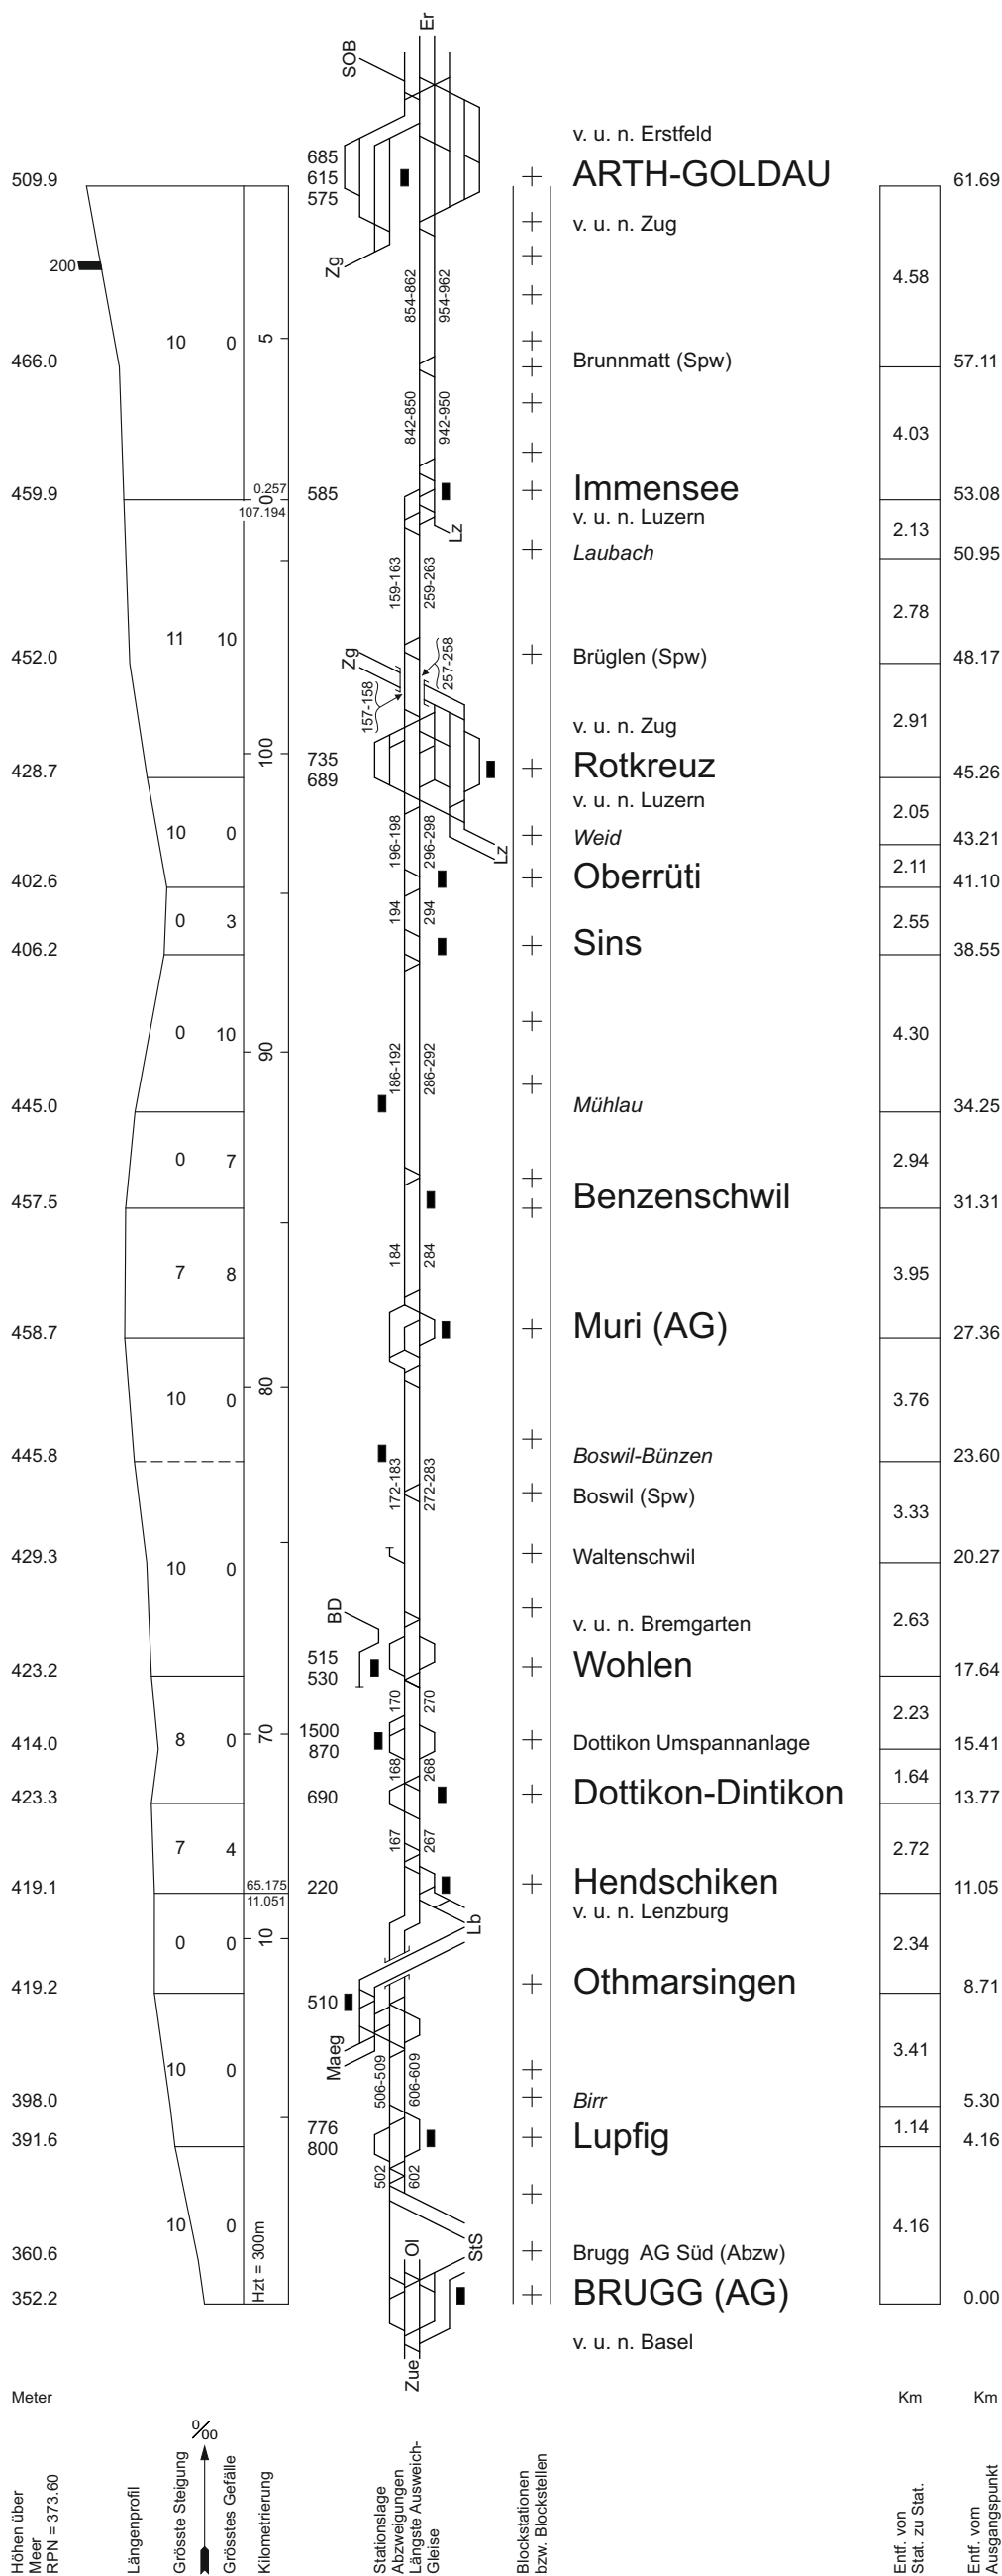 Er
SOB
v. u. n. Erstfeld
685
509.9
615
ARTH-GOLDAU
61.69
575
v. u. n. Zug
200
Zg
4.58
854-862
954-962
10
0
5
466.0
Brunnmatt (Spw)
57.11
842-850
942-950
4.03
0.257
459.9
0
585
Immensee
53.08
107.194
v. u. n. Luzern
Lz
2.13
Laubach
50.95
159-163
259-263
2.78
11
10
Zg
257-258
452.0
Brüglen (Spw)
48.17
157-158
2.91
v. u. n. Zug
100
735
428.7
689
Rotkreuz
45.26
v. u. n. Luzern
2.05
10
0
196-198
296-298
Weid
43.21
Lz
2.11
402.6
Oberrüti
41.10
0
3
194
294
2.55
406.2
Sins
38.55
0
10
4.30
90
186-192
286-292
445.0
Mühlau
34.25
0
7
2.94
457.5
Benzenschwil
31.31
184
284
7
8
3.95
458.7
Muri (AG)
27.36
80
10
0
3.76
445.8
Boswil-Bünzen
23.60
172-183
272-283
Boswil (Spw)
3.33
429.3
Waltenschwil
20.27
10
0
BD
v. u. n. Bremgarten
2.63
515
423.2
530
Wohlen
17.64
170
270
2.23
70
1500
8
0
414.0
870
Dottikon Umspannanlage
15.41
168
268
1.64
423.3
690
Dottikon-Dintikon
13.77
167
267
7
4
2.72
65.175
419.1
220
Hendschiken
11.05
11.051
v. u. n. Lenzburg
Lb
10
0
0
2.34
419.2
Othmarsingen
8.71
510
Maeg
3.41
506-509
606-609
10
0
398.0
Birr
5.30
776
1.14
391.6
800
Lupfig
4.16
502
602
10
0
4.16
Hzt = 300m
Ol
StS
360.6
Brugg AG Süd (Abzw)
352.2
BRUGG (AG)
0.00
v. u. n. Basel
Zue
Meter
Km
Km
Höhen über
Meer
RPN = 373.60
Längenprofil
Grösste Steigung
‰
Grösstes Gefälle
Kilometrierung
Stationslage
Abzweigungen
Längste Ausweich-
Gleise
Blockstationen
bzw. Blockstellen
Entf. von
Stat. zu Stat.
Entf. vom
Ausgangspunkt